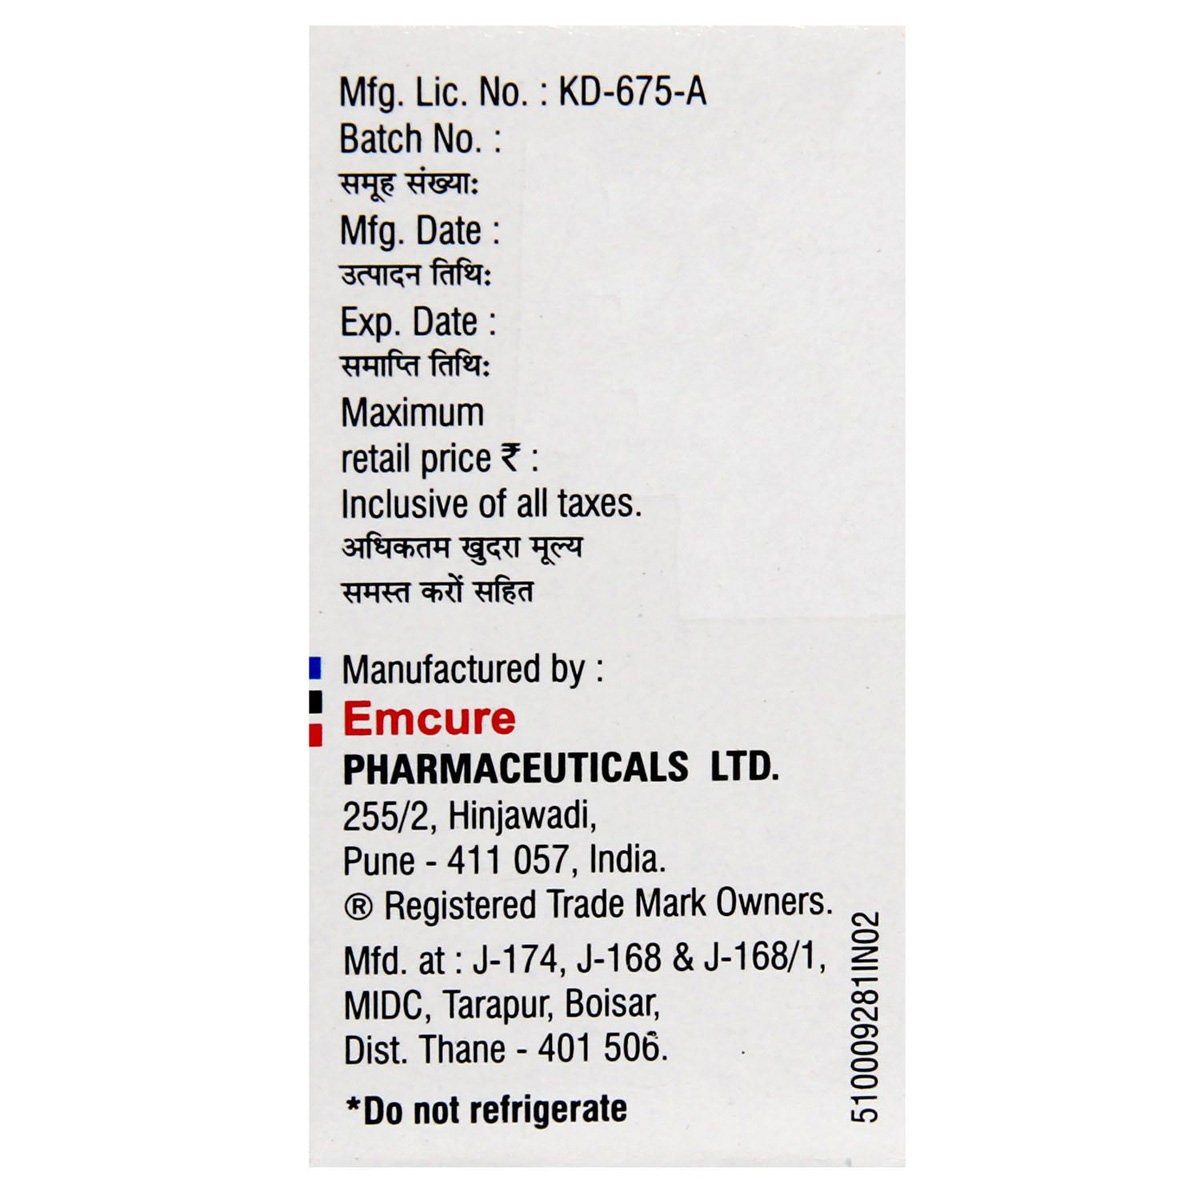 Mfg. Lic. No. : KD-675-A
Batch No. :
समूह संख्या:
Mfg. Date :
उत्पादन तिथि:
Exp. Date :
समाप्ति तिथि:
Maximum
retail price ₹ :
Inclusive of all taxes.
अधिकतम खुदरा मूल्य
समस्त करों सहित
Manufactured by :
Emcure
PHARMACEUTICALS LTD.
255/2, Hinjawadi,
Pune - 411 057, India.
® Registered Trade Mark Owners.
Mfd. at : J-174, J-168 & J-168/1,
MIDC, Tarapur, Boisar,
Dist. Thane - 401 506.
*Do not refrigerate
510009281IN02